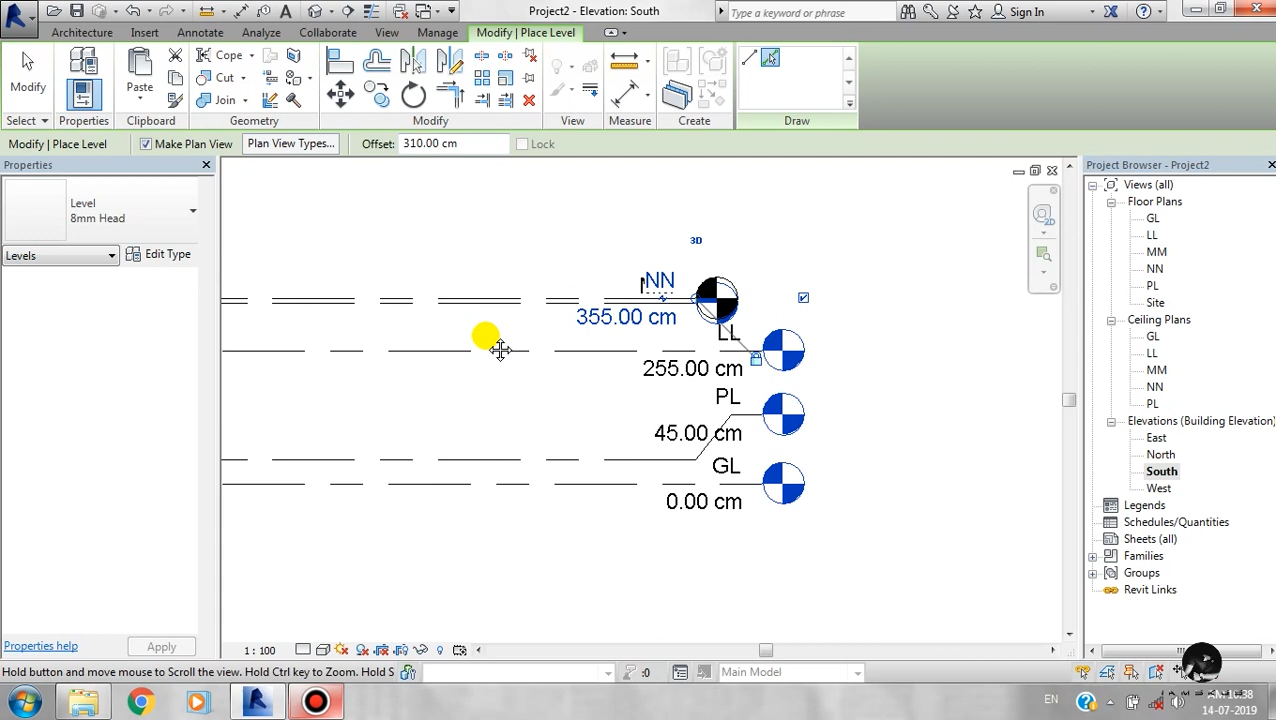 Project2 - Elevation: South
Type a keyword or phrase
Sign In
Architecture Insert Annotate Analyze Collaborate View Manage Modify | Place Level
Modify
Paste
Cope
Cut
Join
Select Properties Clipboard Geometry Modify View Measure Create Draw
Modify | Place Level
Make Plan View
Plan View Types...
Offset: 310.00 cm
Lock
Properties
Level
8mm Head
Levels
Edit Type
Properties help
Apply
3D
NN
355.00 cm
LL
255.00 cm
PL
45.00 cm
GL
0.00 cm
2D
Project Browser - Project2
Views (all)
Floor Plans
GL
LL
MM
NN
PL
Site
Ceiling Plans
GL
LL
MM
NN
PL
Elevations (Building Elevation)
East
North
South
West
Legends
Schedules/Quantities
Sheets (all)
Families
Groups
Revit Links
1 : 100
Hold button and move mouse to Scroll the view. Hold Ctrl key to Zoom. Hold S
:0
Main Model
EN
AM 10:38
14-07-2019